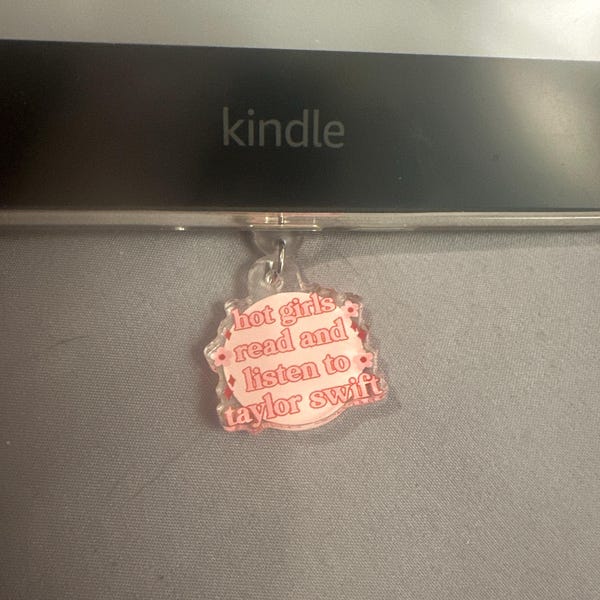 kindle
hot girls
read and
listen to
taylor swift